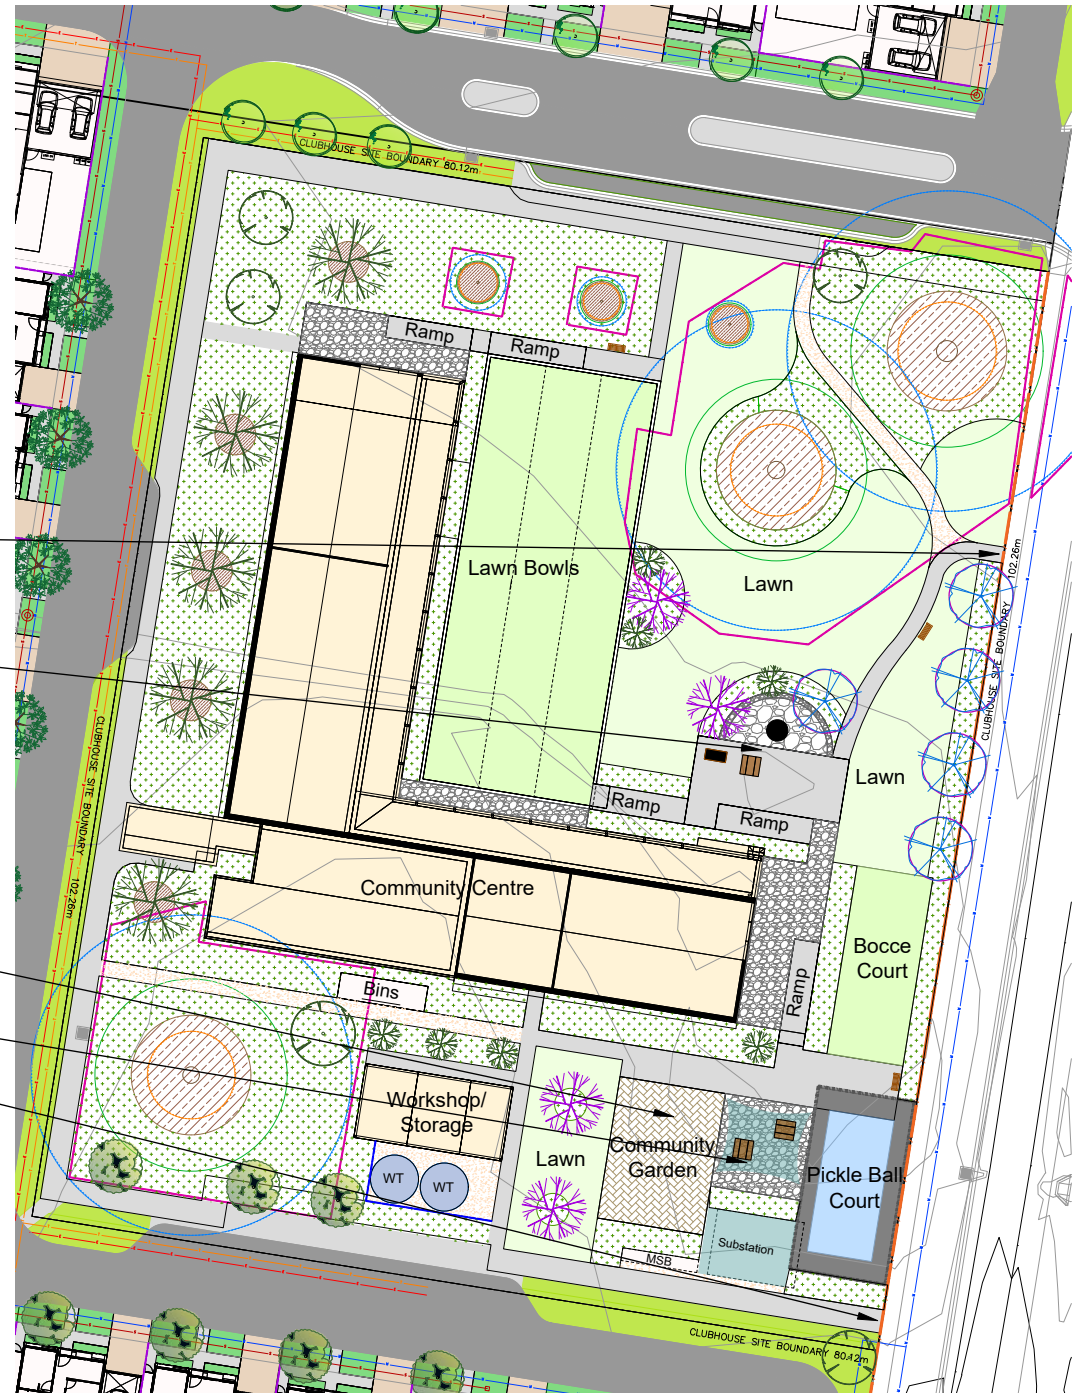 CLUBHOUSE SITE BOUNDARY 80.12m
Ramp
Ramp
Lawn Bowls
Lawn
102.26m
CLUBHOUSE SITE BOUNDARY
CLUBHOUSE SITE BOUNDARY
102.26m
Lawn
Ramp
Ramp
Community Centre
Bocce
Court
Ramp
Bins
Workshop/
Storage
WT
WT
Lawn
Community
Garden
Pickle Ball
Court
Substation
MSB
CLUBHOUSE SITE BOUNDARY 80.12m